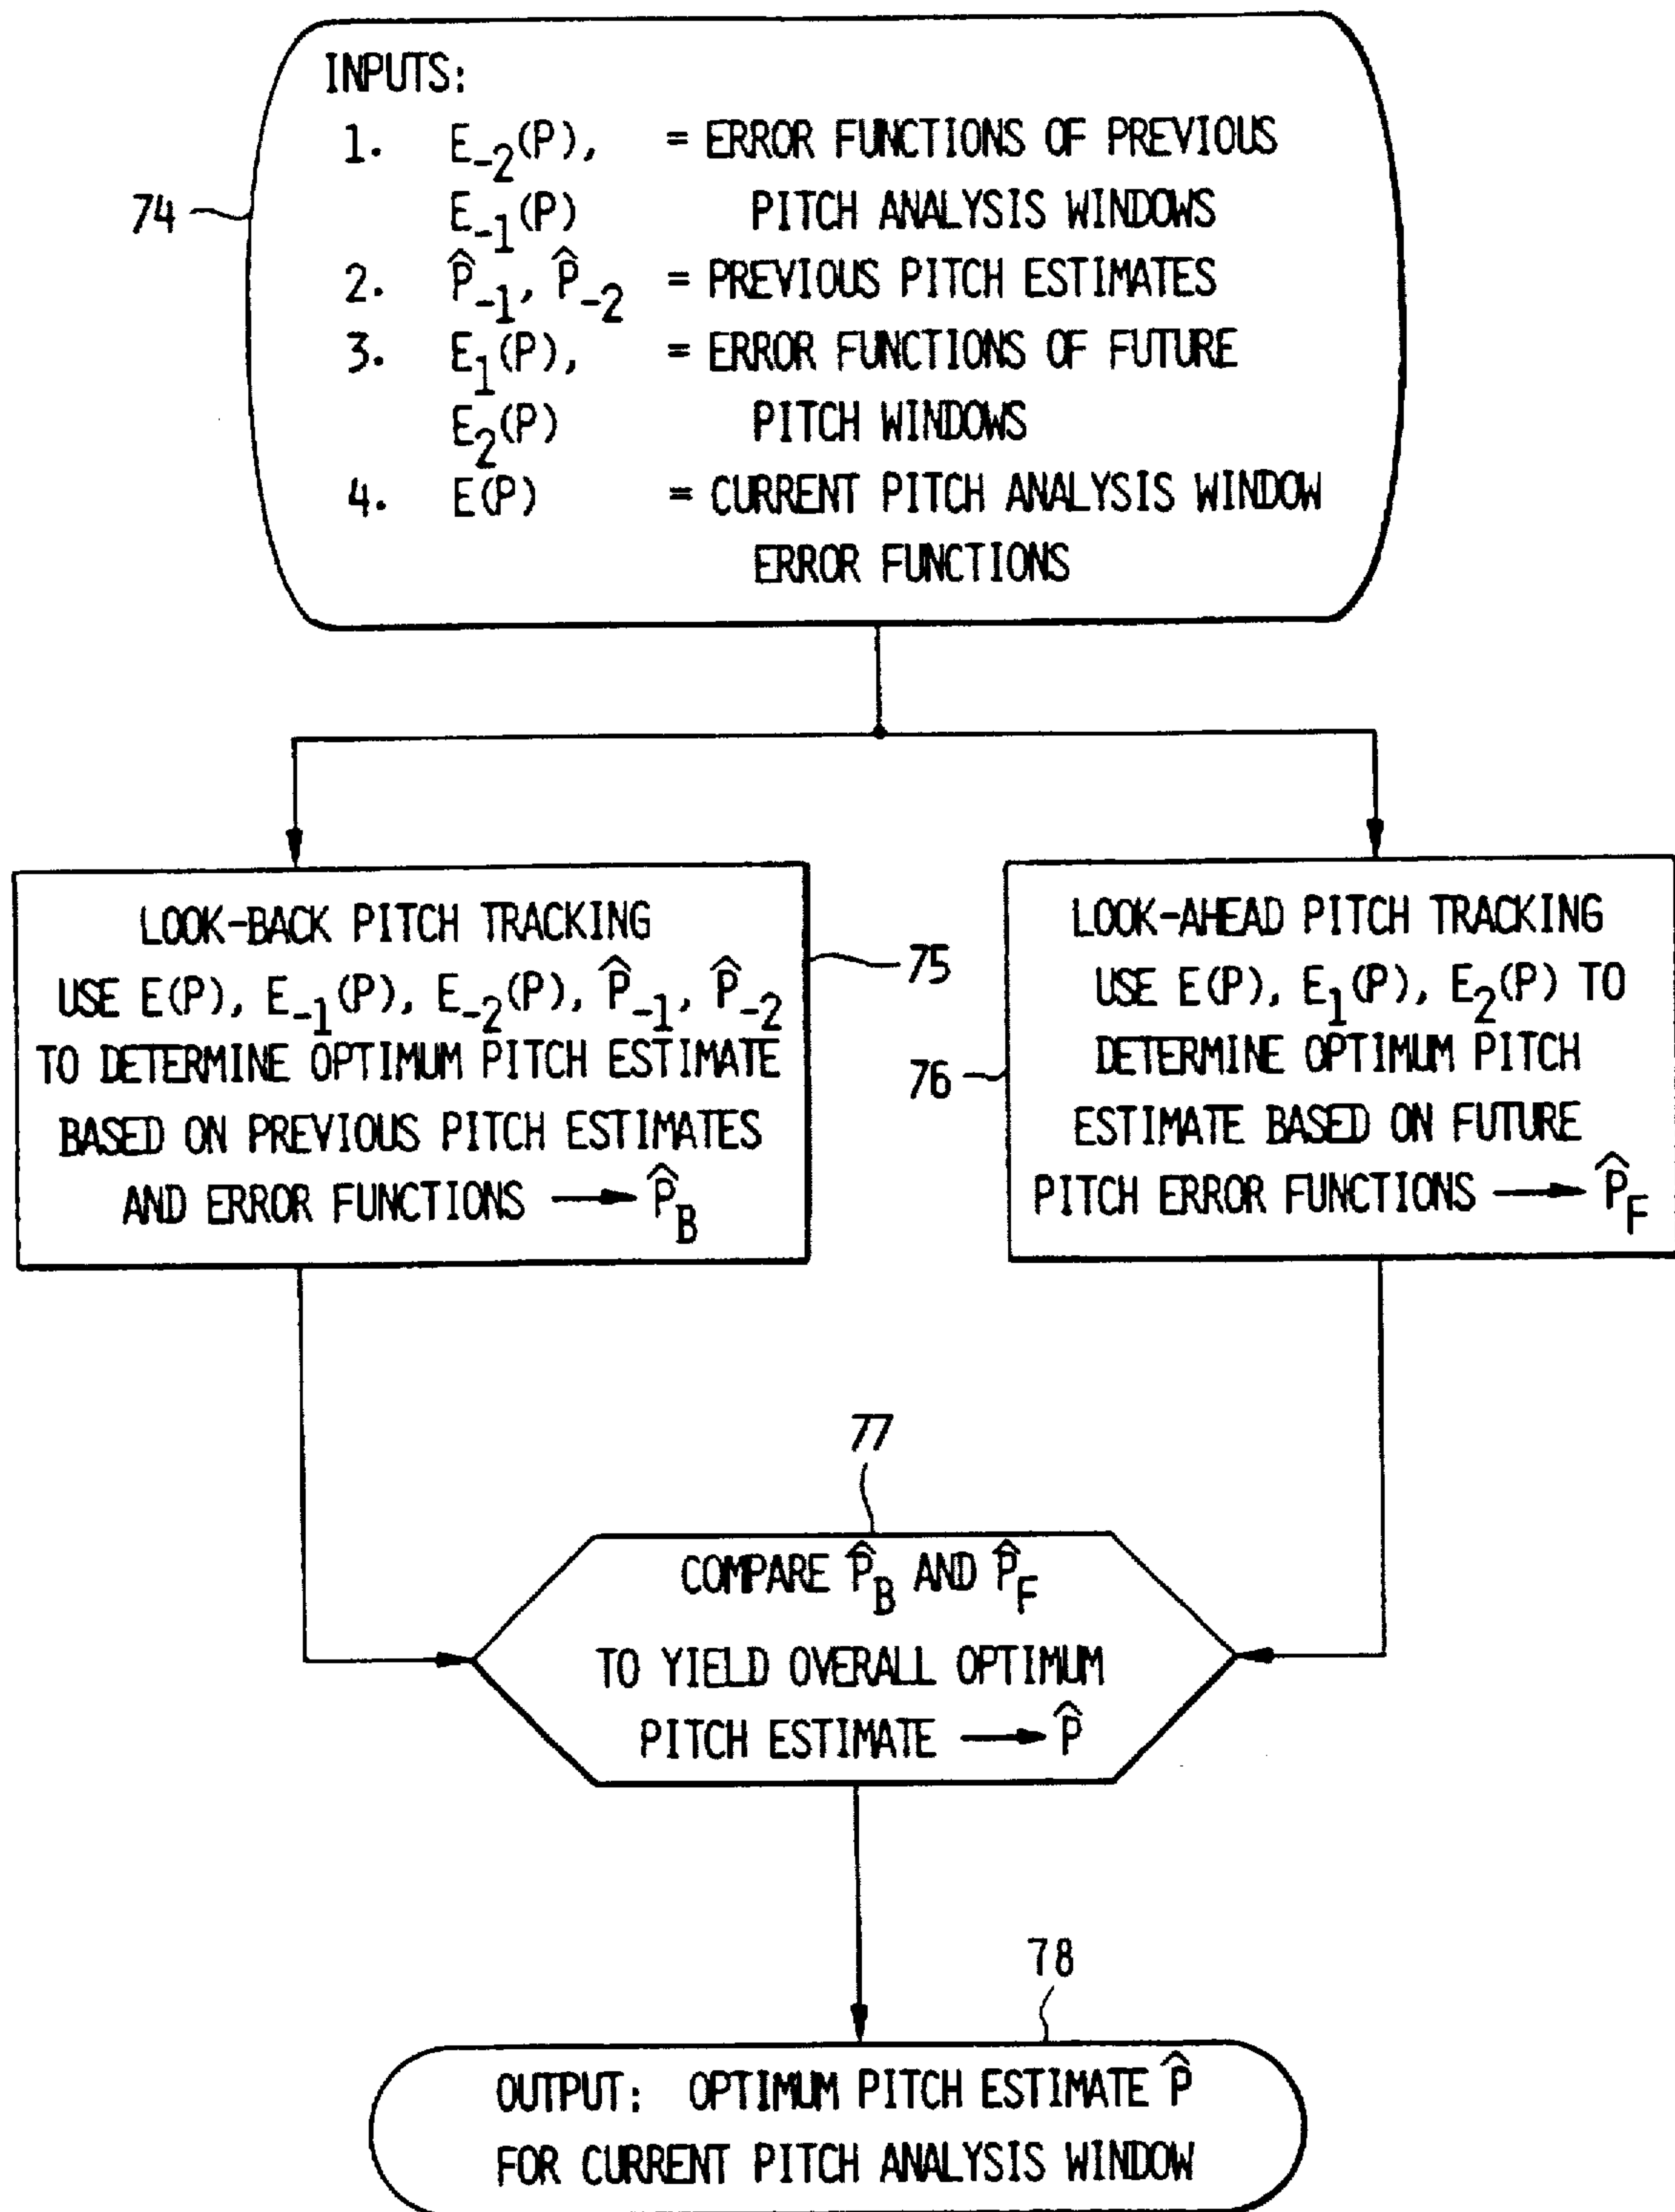 INPUTS:
1. E₋₂(P), = ERROR FUNCTIONS OF PREVIOUS
E₋₁(P) PITCH ANALYSIS WINDOWS
2. P̂₋₁, P̂₋₂ = PREVIOUS PITCH ESTIMATES
3. E₁(P), = ERROR FUNCTIONS OF FUTURE
E₂(P) PITCH WINDOWS
4. E(P) = CURRENT PITCH ANALYSIS WINDOW
ERROR FUNCTIONS
74
LOOK-BACK PITCH TRACKING
USE E(P), E₋₁(P), E₋₂(P), P̂₋₁, P̂₋₂
TO DETERMINE OPTIMUM PITCH ESTIMATE
BASED ON PREVIOUS PITCH ESTIMATES
AND ERROR FUNCTIONS → P̂_B
75
LOOK-AHEAD PITCH TRACKING
USE E(P), E₁(P), E₂(P) TO
DETERMINE OPTIMUM PITCH
ESTIMATE BASED ON FUTURE
PITCH ERROR FUNCTIONS → P̂_F
76
77
COMPARE P̂_B AND P̂_F
TO YIELD OVERALL OPTIMUM
PITCH ESTIMATE → P̂
78
OUTPUT: OPTIMUM PITCH ESTIMATE P̂
FOR CURRENT PITCH ANALYSIS WINDOW